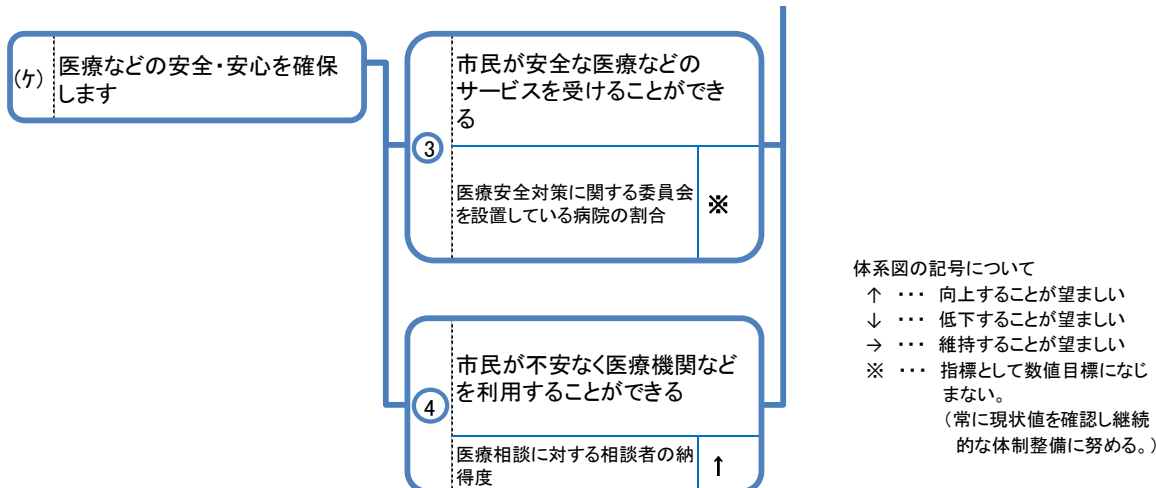 (ケ)
医療などの安全・安心を確保
します
市民が安全な医療などの
サービスを受けることができ
る
③
医療安全対策に関する委員会
を設置している病院の割合
※
市民が不安なく医療機関など
を利用することができる
④
医療相談に対する相談者の納
得度
↑
体系図の記号について
↑ ・・・ 向上することが望ましい
↓ ・・・ 低下することが望ましい
→ ・・・ 維持することが望ましい
※ ・・・ 指標として数値目標になじ
まない。
（常に現状値を確認し継続
的な体制整備に努める。）